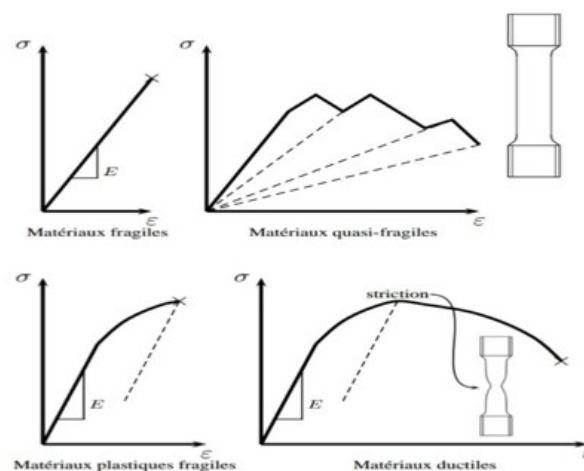 σ
σ
E
E
ε
ε
Matériaux fragiles
Matériaux quasi-fragiles
σ
σ
striction
E
E
ε
Matériaux plastiques fragiles
Matériaux ductiles